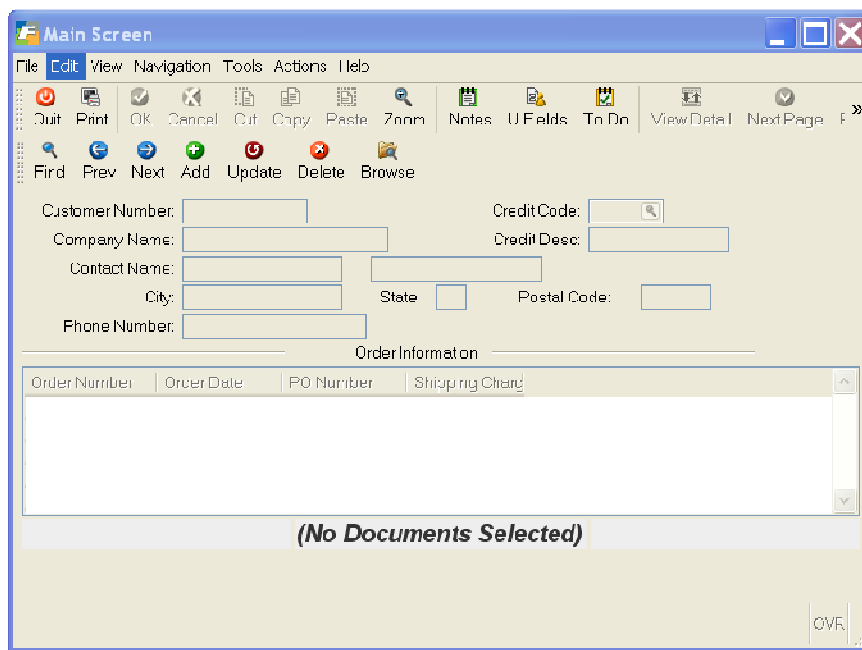 Main Screen
File Edit View Navigation Tools Actions Help
Quit Print OK Cancel Cut Copy Paste Zoom Notes U Fields To Do View Detail Next Page F »
Find Prev Next Add Update Delete Browse
Customer Number: Credit Code:
Company Name: Credit Desc:
Contact Name:
City: State Postal Code:
Phone Number:
Order Information
Order Number Order Date PO Number Shipping Charg
(No Documents Selected)
OVR